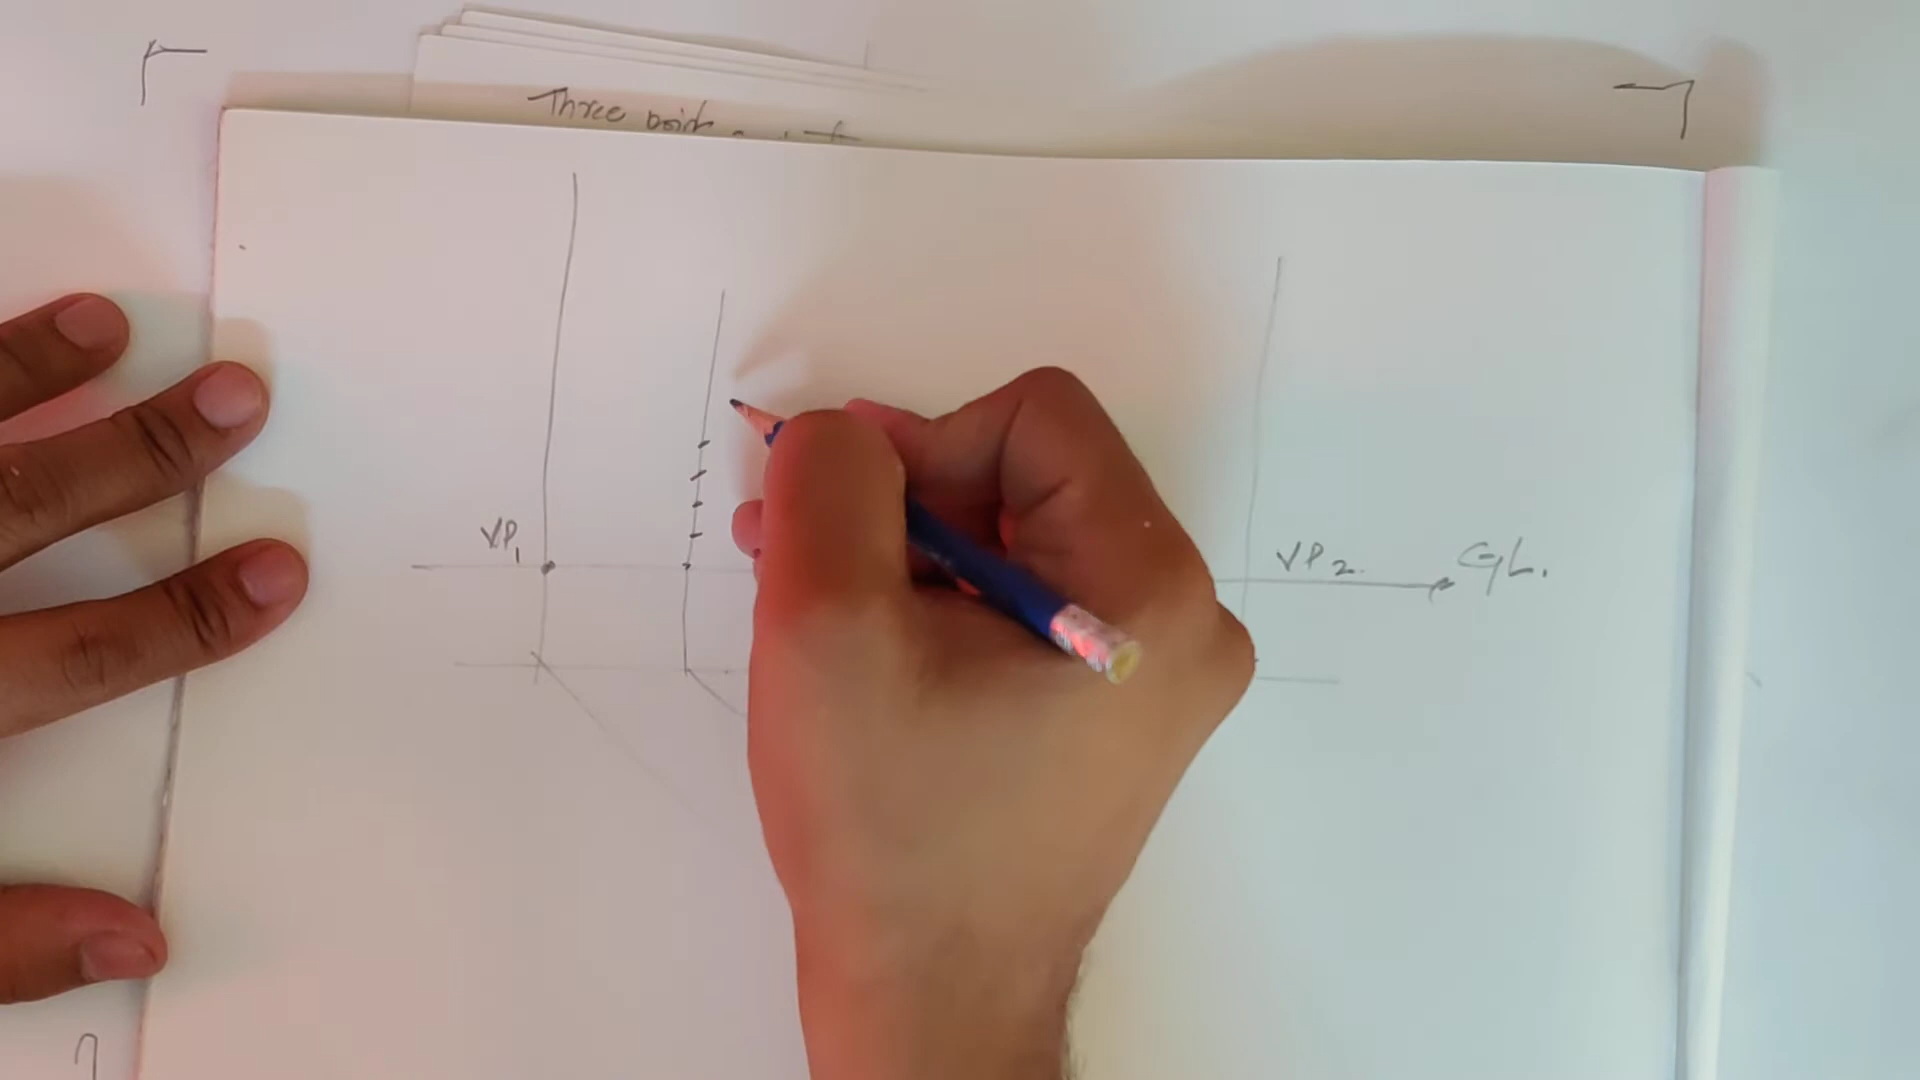 Three point
VP1
VP2
GL.